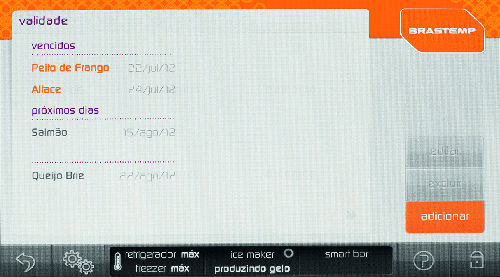 validade
BRASTEMP
vencidos
Peito de Frango 22/jul/12
Alface 24/jul/12
próximos dias
Salmão 15/ago/12
Queijo Brie 22/ago/12
editar
excluir
adicionar
refrigerador máx ice maker smart bar
freezer máx produzindo gelo
P